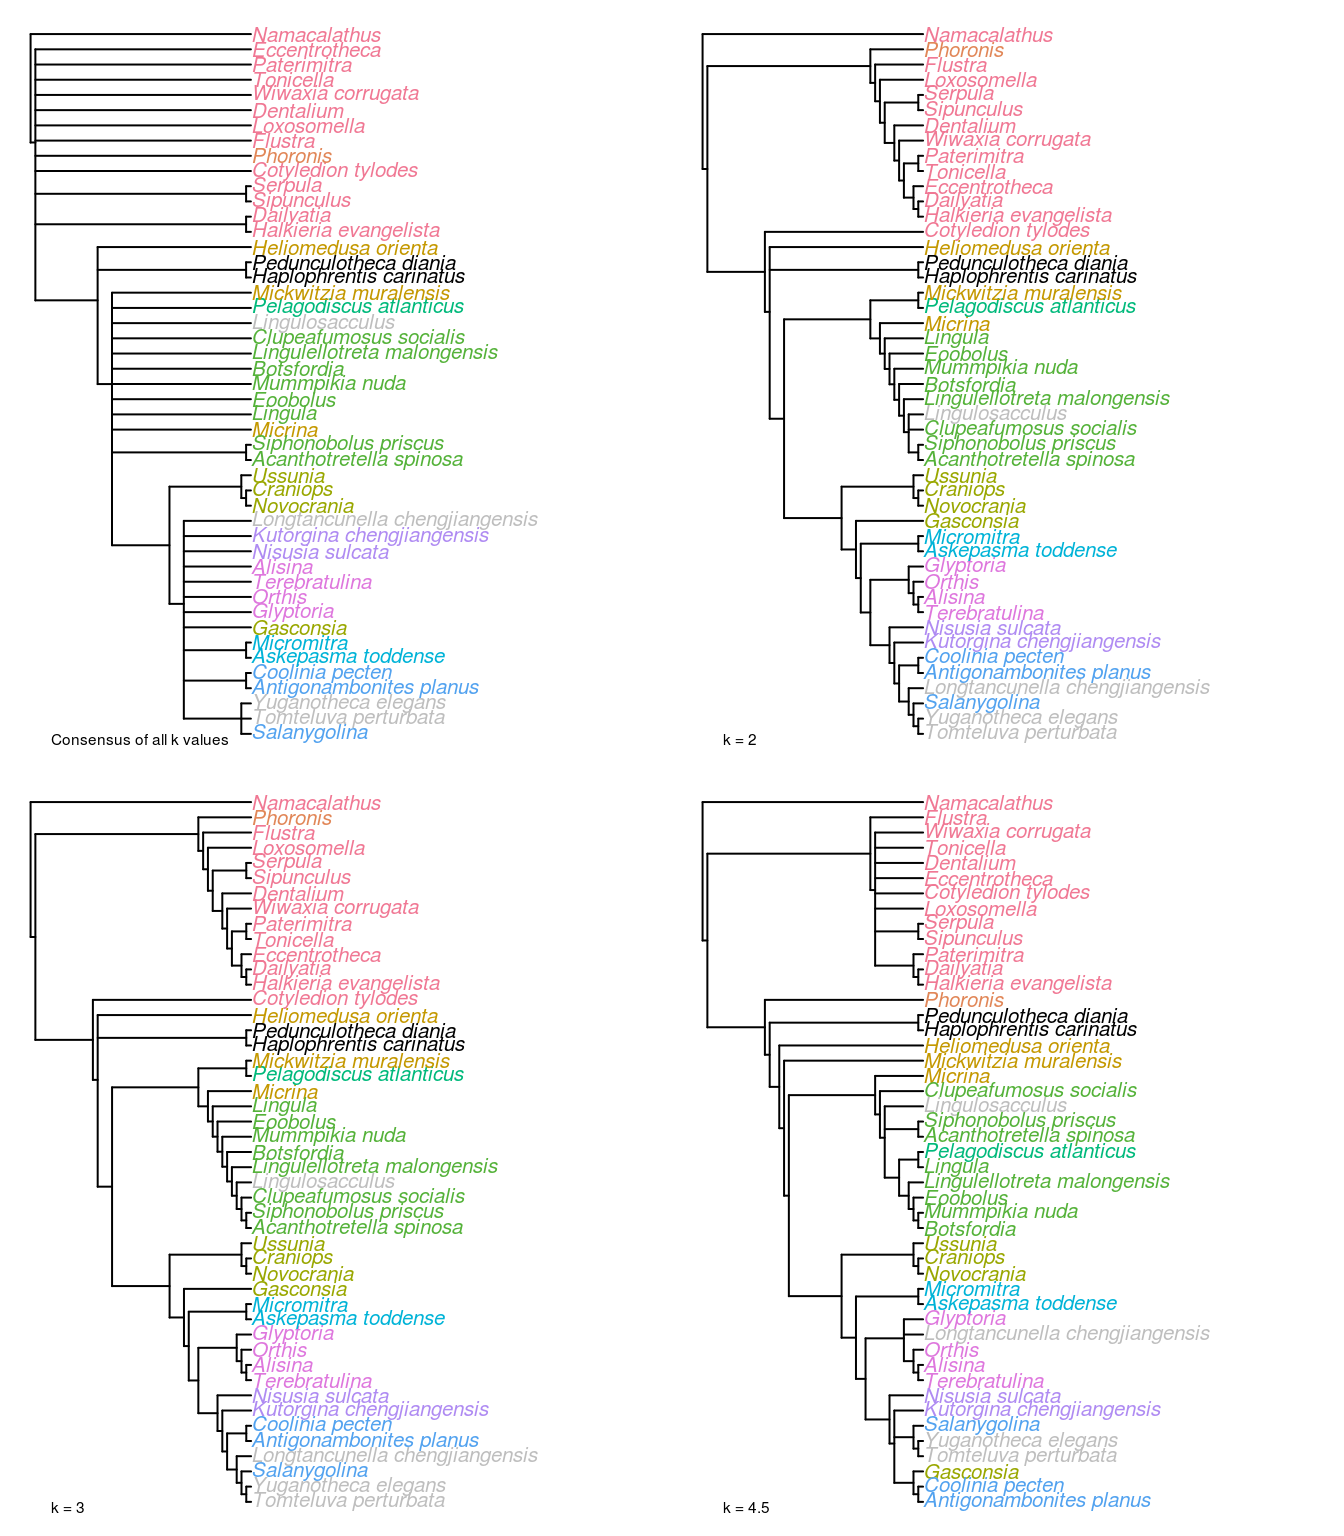 Namacalathus
Eccentrotheca
Paterimitra
Tonicella
Wiwaxia corrugata
Dentalium
Loxosomella
Flustra
Phoronis
Cotyledion tylodes
Serpula
Sipunculus
Dailyatia
Halkieria evangelista
Heliomedusa orienta
Pedunculotheca diania
Haplophrentis carinatus
Mickwitzia muralensis
Pelagodiscus atlanticus
Lingulosacculus
Clupeafumosus socialis
Lingulellotreta malongensis
Botsfordia
Mummpikia nuda
Eoobolus
Lingula
Micrina
Siphonobolus priscus
Acanthotretella spinosa
Ussunia
Craniops
Novocrania
Longtancunella chengjiangensis
Kutorgina chengjiangensis
Nisusia sulcata
Alisina
Terebratulina
Orthis
Glyptoria
Gasconsia
Micromitra
Askepasma toddense
Coolinia pecten
Antigonambonites planus
Yuganotheca elegans
Tomteluva perturbata
Salanygolina
Consensus of all k values
Namacalathus
Phoronis
Flustra
Loxosomella
Serpula
Sipunculus
Dentalium
Wiwaxia corrugata
Paterimitra
Tonicella
Eccentrotheca
Dailyatia
Halkieria evangelista
Cotyledion tylodes
Heliomedusa orienta
Pedunculotheca diania
Haplophrentis carinatus
Mickwitzia muralensis
Pelagodiscus atlanticus
Micrina
Lingula
Eoobolus
Mummpikia nuda
Botsfordia
Lingulellotreta malongensis
Lingulosacculus
Clupeafumosus socialis
Siphonobolus priscus
Acanthotretella spinosa
Ussunia
Craniops
Novocrania
Gasconsia
Micromitra
Askepasma toddense
Glyptoria
Orthis
Alisina
Terebratulina
Nisusia sulcata
Kutorgina chengjiangensis
Coolinia pecten
Antigonambonites planus
Longtancunella chengjiangensis
Salanygolina
Yuganotheca elegans
Tomteluva perturbata
k = 2
Namacalathus
Phoronis
Flustra
Loxosomella
Serpula
Sipunculus
Dentalium
Wiwaxia corrugata
Paterimitra
Tonicella
Eccentrotheca
Dailyatia
Halkieria evangelista
Cotyledion tylodes
Heliomedusa orienta
Pedunculotheca diania
Haplophrentis carinatus
Mickwitzia muralensis
Pelagodiscus atlanticus
Micrina
Lingula
Eoobolus
Mummpikia nuda
Botsfordia
Lingulellotreta malongensis
Lingulosacculus
Clupeafumosus socialis
Siphonobolus priscus
Acanthotretella spinosa
Ussunia
Craniops
Novocrania
Gasconsia
Micromitra
Askepasma toddense
Glyptoria
Orthis
Alisina
Terebratulina
Nisusia sulcata
Kutorgina chengjiangensis
Coolinia pecten
Antigonambonites planus
Longtancunella chengjiangensis
Salanygolina
Yuganotheca elegans
Tomteluva perturbata
k = 3
Namacalathus
Flustra
Wiwaxia corrugata
Tonicella
Dentalium
Eccentrotheca
Cotyledion tylodes
Loxosomella
Serpula
Sipunculus
Paterimitra
Dailyatia
Halkieria evangelista
Phoronis
Pedunculotheca diania
Haplophrentis carinatus
Heliomedusa orienta
Mickwitzia muralensis
Micrina
Clupeafumosus socialis
Lingulosacculus
Siphonobolus priscus
Acanthotretella spinosa
Pelagodiscus atlanticus
Lingula
Lingulellotreta malongensis
Eoobolus
Mummpikia nuda
Botsfordia
Ussunia
Craniops
Novocrania
Micromitra
Askepasma toddense
Glyptoria
Longtancunella chengjiangensis
Orthis
Alisina
Terebratulina
Nisusia sulcata
Kutorgina chengjiangensis
Salanygolina
Yuganotheca elegans
Tomteluva perturbata
Gasconsia
Coolinia pecten
Antigonambonites planus
k = 4.5